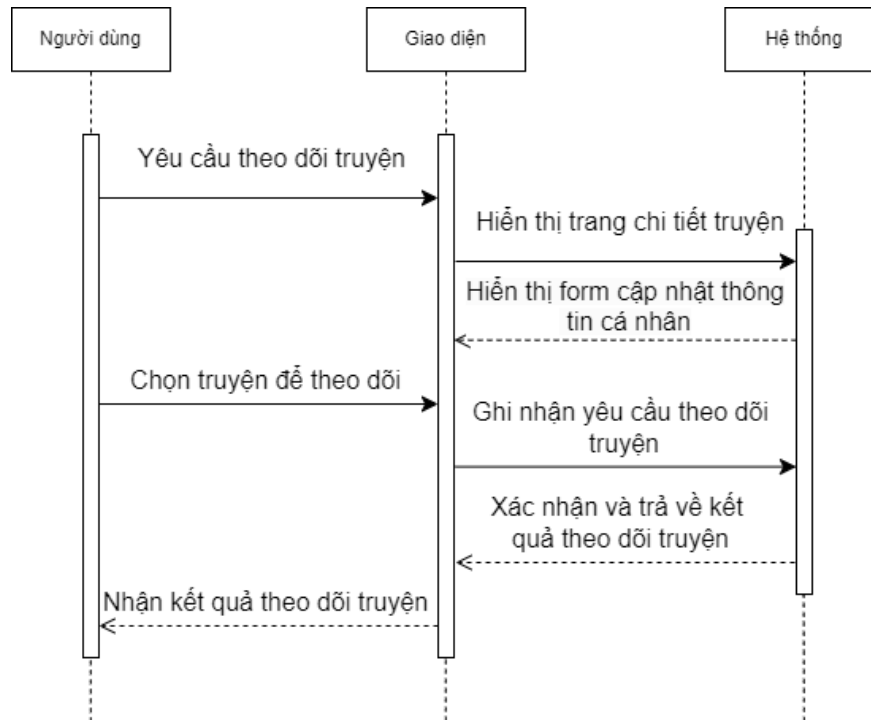 Người dùng
Giao diện
Hệ thống
Yêu cầu theo dõi truyện
Hiển thị trang chi tiết truyện
Hiển thị form cập nhật thông
tin cá nhân
Chọn truyện để theo dõi
Ghi nhận yêu cầu theo dõi
truyện
Xác nhận và trả về kết
quả theo dõi truyện
Nhận kết quả theo dõi truyện